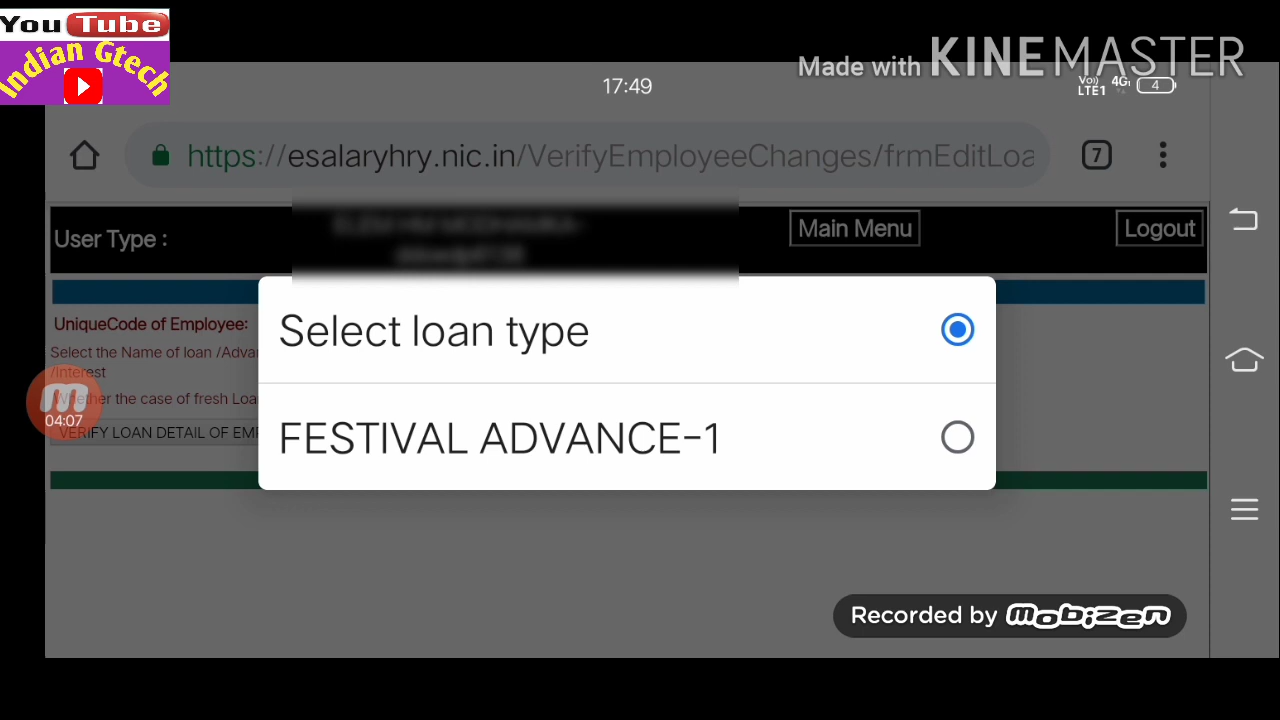 You Tube
Indian Gtech
Made with KINEMASTER
17:49
Vo)) LTE1 4G 4
https://esalaryhry.nic.in/VerifyEmployeeChanges/frmEditLoa
7
User Type :
Main Menu
Logout
UniqueCode of Employee:
Select the Name of loan /Adva
/Interest
Whether the case of fresh Loa
VERIFY LOAN DETAIL OF EMP
04:07
Select loan type
FESTIVAL ADVANCE-1
Recorded by mobizen